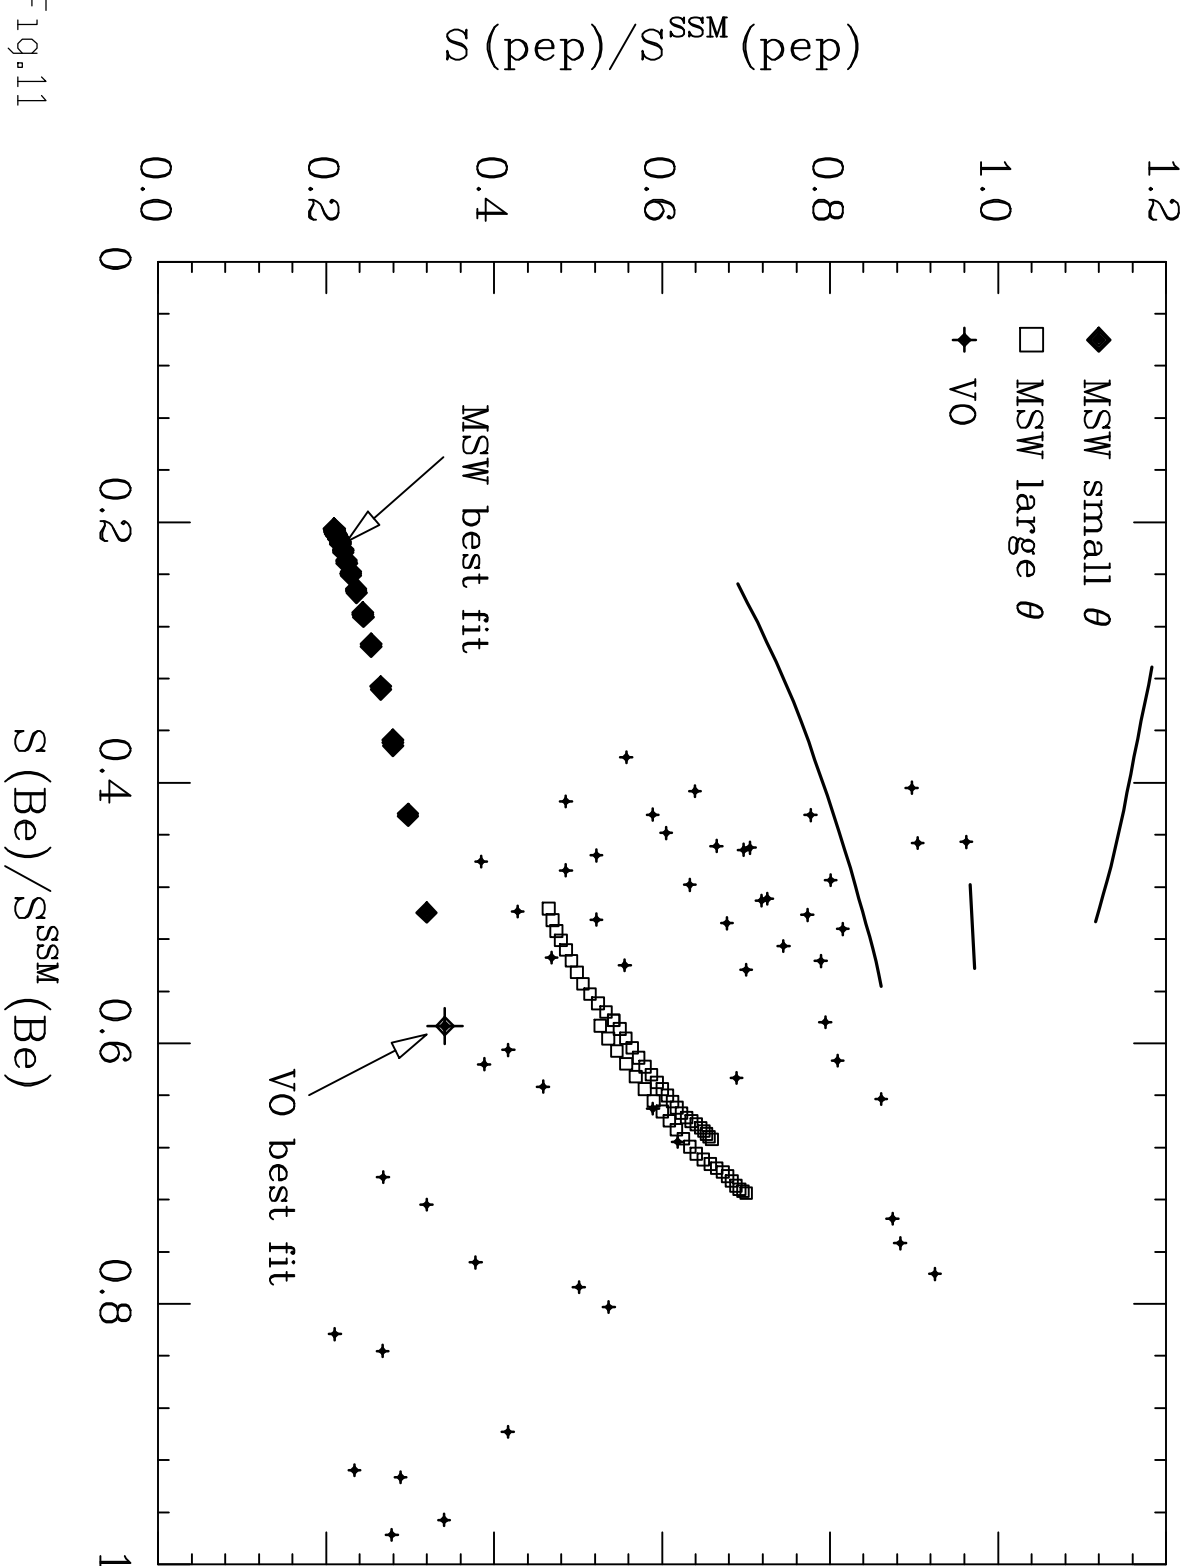 S (pep)/S^SSM (pep)
1.2
1.0
0.8
0.6
0.4
0.2
0.0
MSW small θ
MSW large θ
VO
MSW best fit
VO best fit
0
0.2
0.4
0.6
0.8
1
S (Be)/S^SSM (Be)
Fig.11